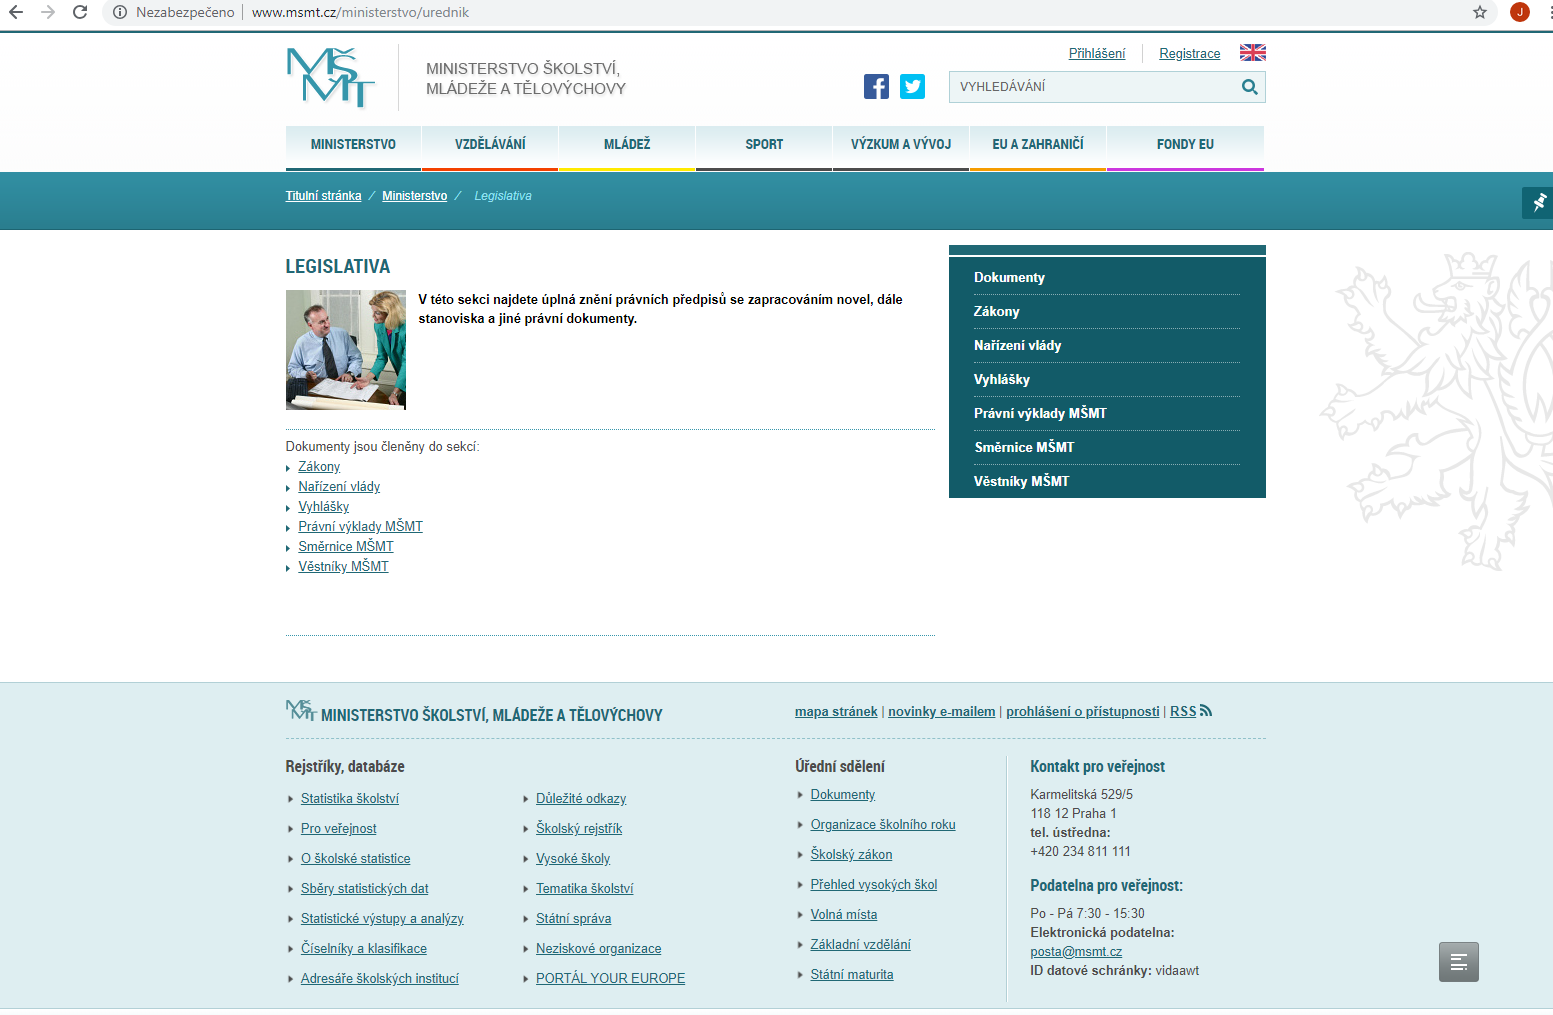 Nezabezpečeno | www.msmt.cz/ministerstvo/urednik
J
MŠMT
MINISTERSTVO ŠKOLSTVÍ,
MLÁDEŽE A TĚLOVÝCHOVY
Přihlášení
Registrace
VYHLEDÁVÁNÍ
MINISTERSTVO
VZDĚLÁVÁNÍ
MLÁDEŽ
SPORT
VÝZKUM A VÝVOJ
EU A ZAHRANIČÍ
FONDY EU
Titulní stránka / Ministerstvo / Legislativa
LEGISLATIVA
V této sekci najdete úplná znění právních předpisů se zapracováním novel, dále
stanoviska a jiné právní dokumenty.
Dokumenty jsou členěny do sekcí:
Zákony
Nařízení vlády
Vyhlášky
Právní výklady MŠMT
Směrnice MŠMT
Věstníky MŠMT
Dokumenty
Zákony
Nařízení vlády
Vyhlášky
Právní výklady MŠMT
Směrnice MŠMT
Věstníky MŠMT
MŠMT MINISTERSTVO ŠKOLSTVÍ, MLÁDEŽE A TĚLOVÝCHOVY
mapa stránek | novinky e-mailem | prohlášení o přístupnosti | RSS
Rejstříky, databáze
Statistika školství
Pro veřejnost
O školské statistice
Sběry statistických dat
Statistické výstupy a analýzy
Číselníky a klasifikace
Adresáře školských institucí
Důležité odkazy
Školský rejstřík
Vysoké školy
Tematika školství
Státní správa
Neziskové organizace
PORTÁL YOUR EUROPE
Úřední sdělení
Dokumenty
Organizace školního roku
Školský zákon
Přehled vysokých škol
Volná místa
Základní vzdělání
Státní maturita
Kontakt pro veřejnost
Karmelitská 529/5
118 12 Praha 1
tel. ústředna:
+420 234 811 111
Podatelna pro veřejnost:
Po - Pá 7:30 - 15:30
Elektronická podatelna:
posta@msmt.cz
ID datové schránky: vidaawt